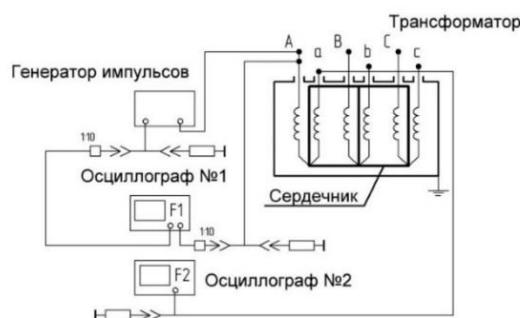 Трансформатор
A
a
B
b
C
c
Генератор импульсов
110
Осциллограф №1
Сердечник
F1
110
F2
Осциллограф №2